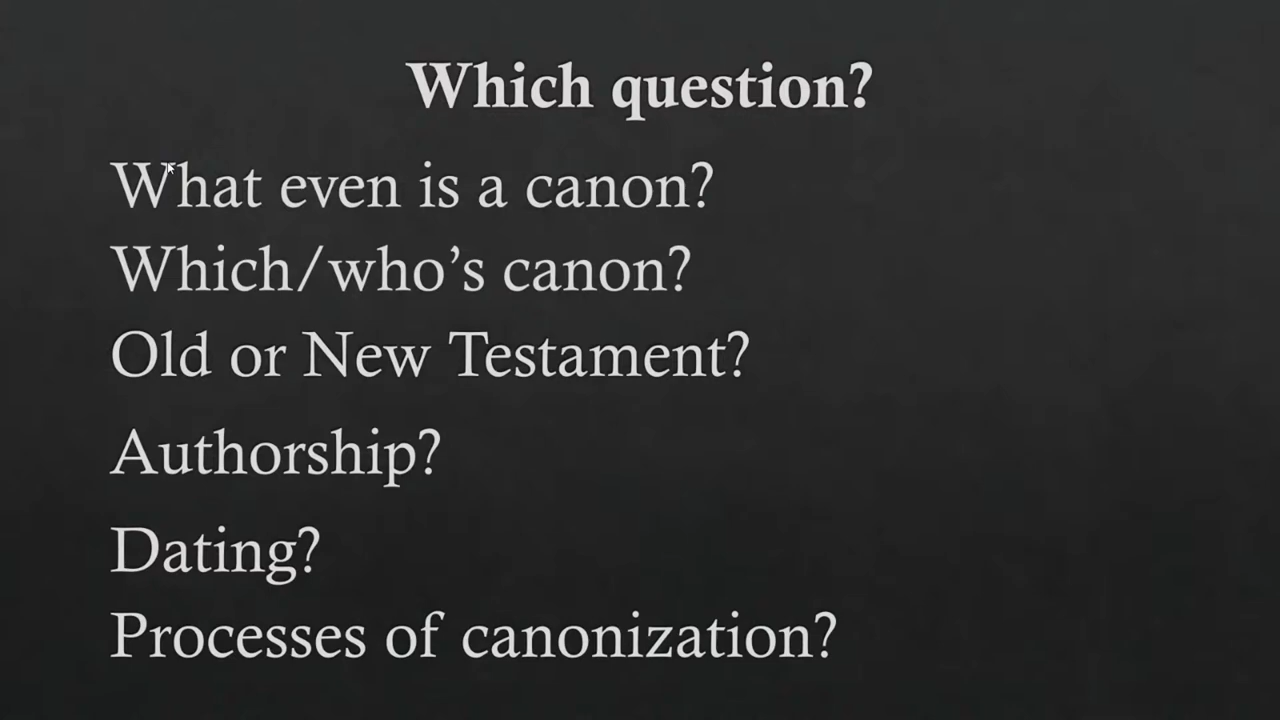 Which question?
What even is a canon?
Which/who’s canon?
Old or New Testament?
Authorship?
Dating?
Processes of canonization?